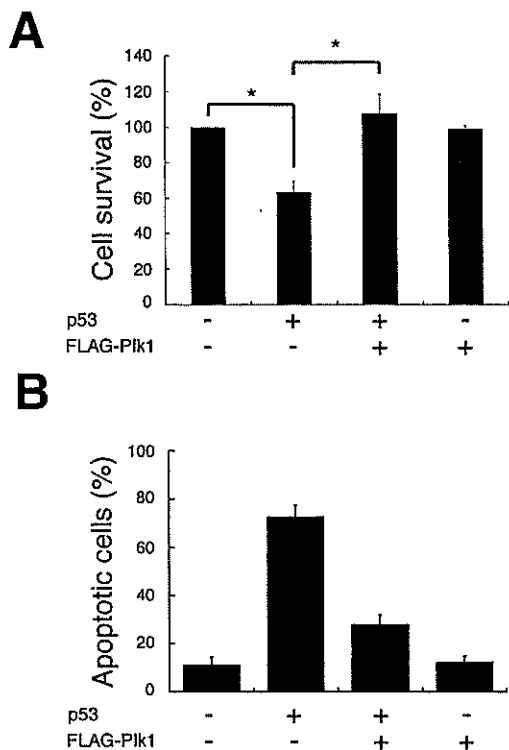 A
*
*
Cell survival (%)
140
120
100
80
60
40
20
0
p53 - + + -
FLAG-Plk1 - - + +
B
Apoptotic cells (%)
100
80
60
40
20
0
p53 - + + -
FLAG-Plk1 - - + +